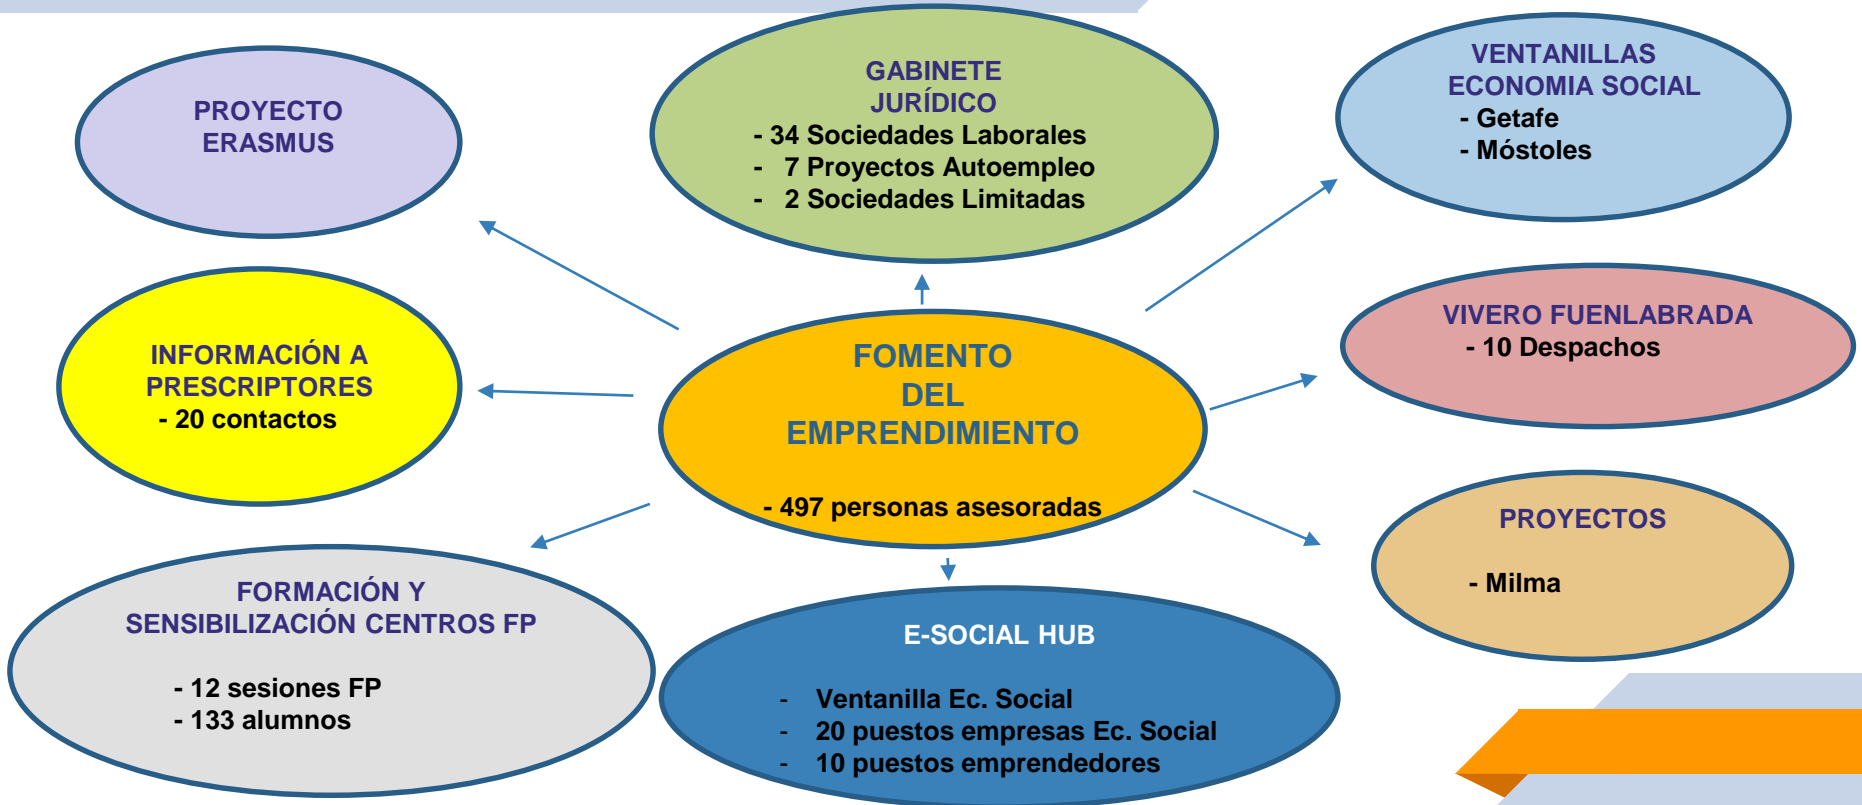 PROYECTO
ERASMUS
GABINETE
JURÍDICO
- 34 Sociedades Laborales
- 7 Proyectos Autoempleo
- 2 Sociedades Limitadas
VENTANILLAS
ECONOMIA SOCIAL
- Getafe
- Móstoles
INFORMACIÓN A
PRESCRIPTORES
- 20 contactos
FOMENTO
DEL
EMPRENDIMIENTO
- 497 personas asesoradas
VIVERO FUENLABRADA
- 10 Despachos
PROYECTOS
- Milma
FORMACIÓN Y
SENSIBILIZACIÓN CENTROS FP
- 12 sesiones FP
- 133 alumnos
E-SOCIAL HUB
- Ventanilla Ec. Social
- 20 puestos empresas Ec. Social
- 10 puestos emprendedores